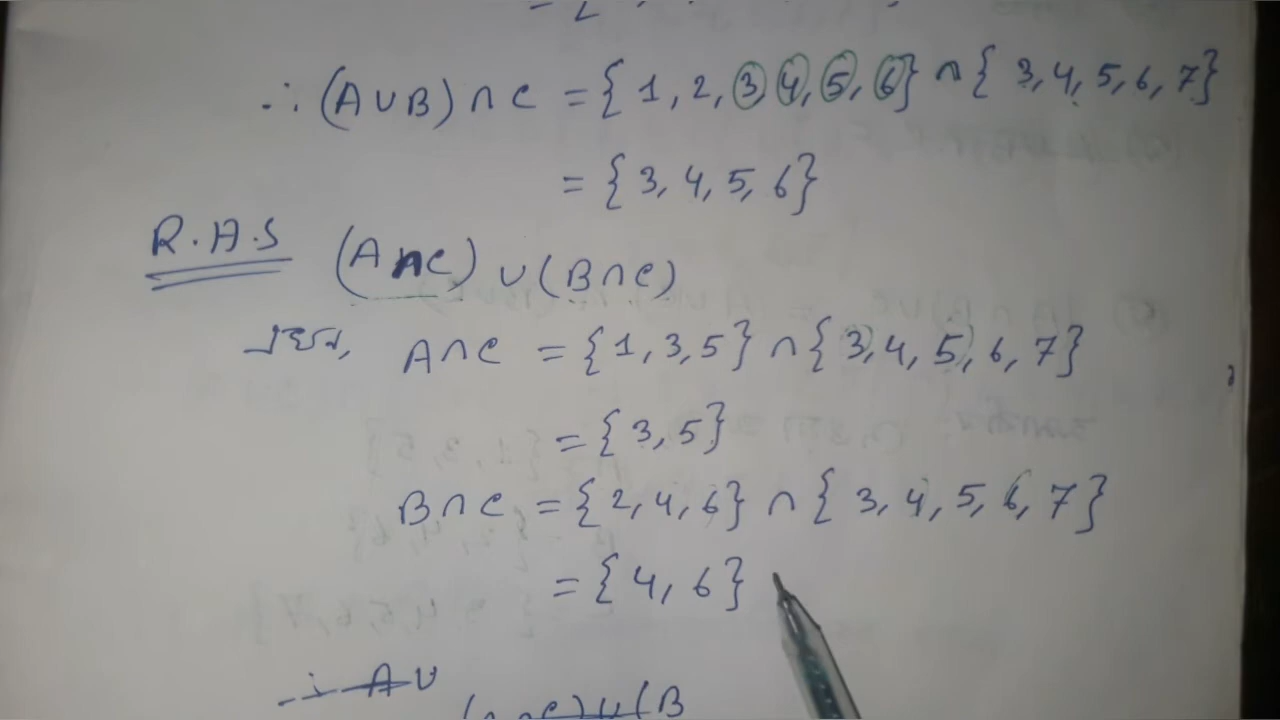 ∴ (A∪B) ∩ C = {1, 2, 3, 4, 5, 6} ∩ { 3, 4, 5, 6, 7}
= {3, 4, 5, 6}
R.H.S (A∩C) ∪ (B∩C)
এখন, A∩C = {1, 3, 5} ∩ {3, 4, 5, 6, 7}
= {3, 5}
B∩C = {2, 4, 6} ∩ { 3, 4, 5, 6, 7}
= {4, 6}
∴ A∪
(A∩C) ∪ (B